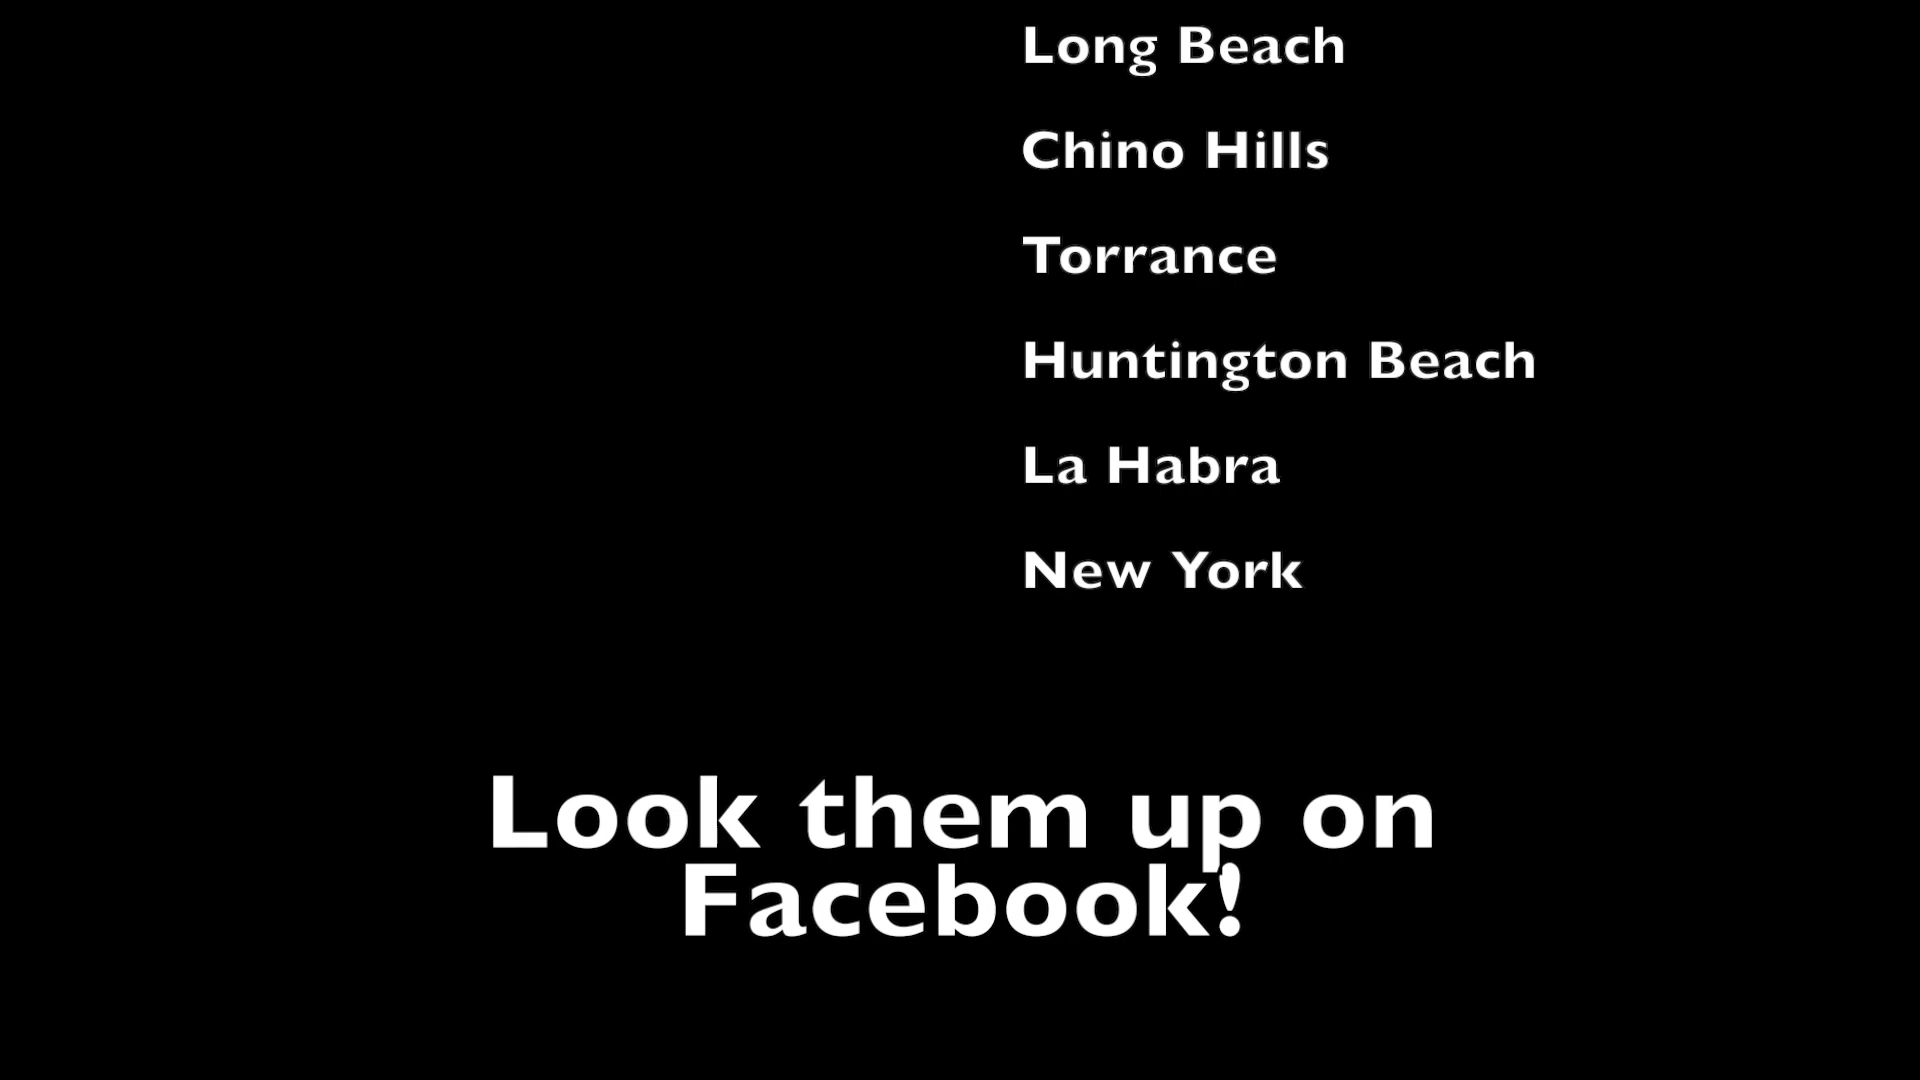 Long Beach
Chino Hills
Torrance
Huntington Beach
La Habra
New York
Look them up on
Facebook!